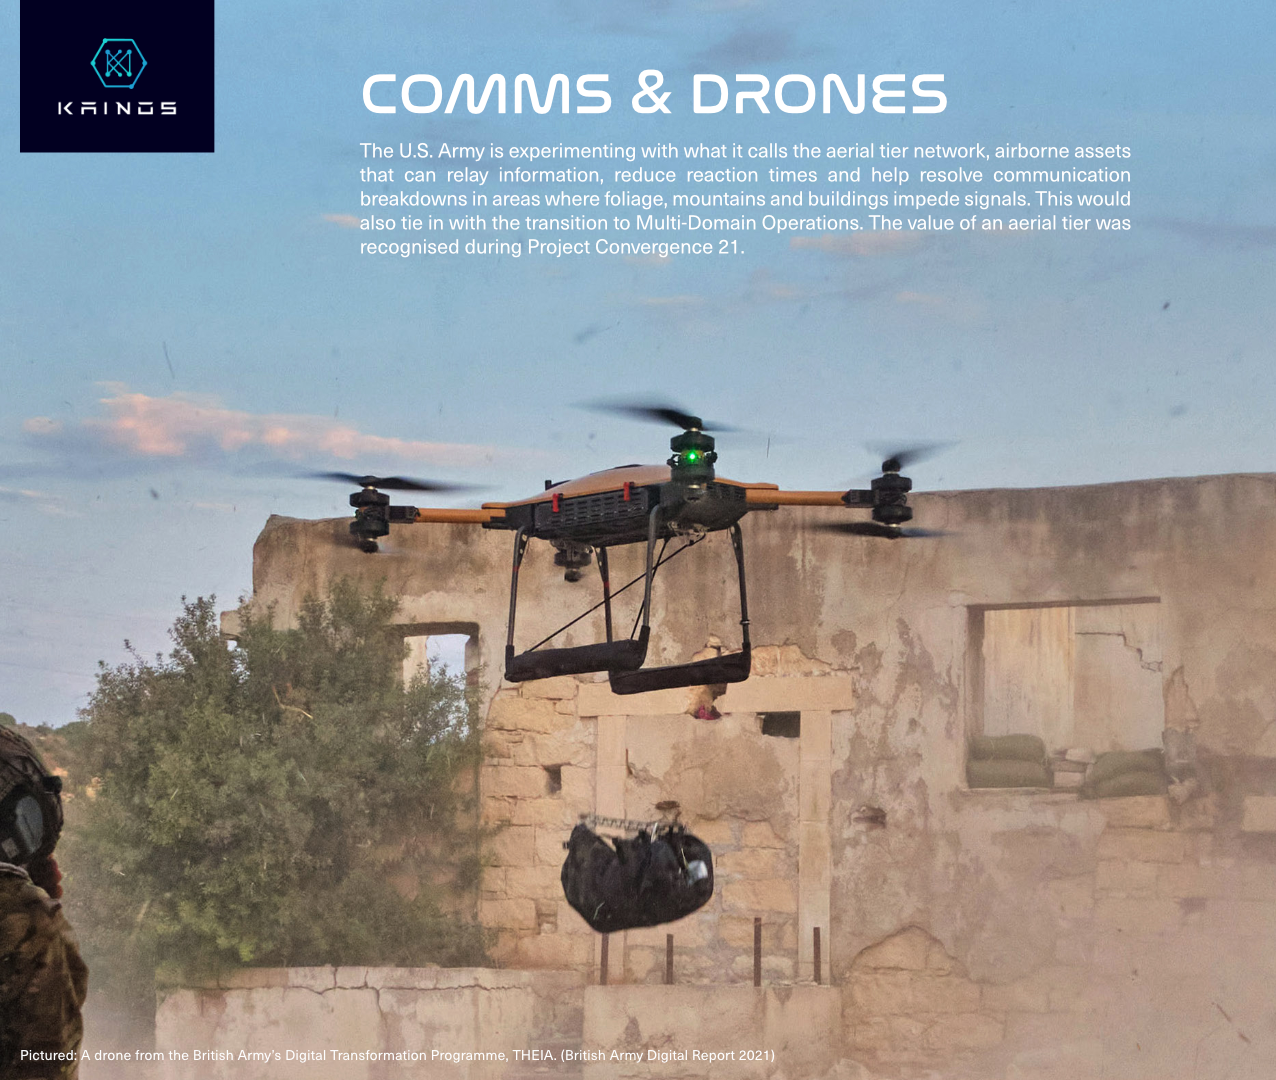 KAINOS
COMMS & DRONES
The U.S. Army is experimenting with what it calls the aerial tier network, airborne assets
that can relay information, reduce reaction times and help resolve communication
breakdowns in areas where foliage, mountains and buildings impede signals. This would
also tie in with the transition to Multi-Domain Operations. The value of an aerial tier was
recognised during Project Convergence 21.
Pictured: A drone from the British Army's Digital Transformation Programme, THEIA. (British Army Digital Report 2021)